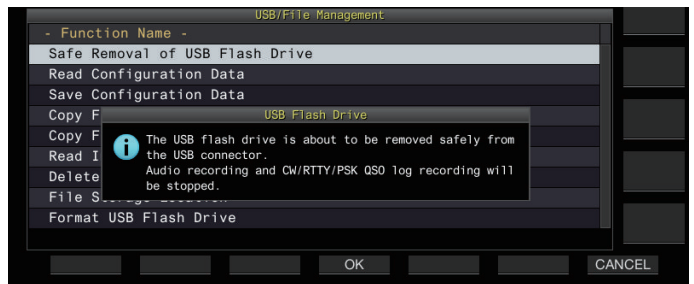 USB/File Management
- Function Name -
Safe Removal of USB Flash Drive
Read Configuration Data
Save Configuration Data
Copy F
USB Flash Drive
Copy F
The USB flash drive is about to be removed safely from
the USB connector.
Audio recording and CW/RTTY/PSK QSO log recording will
be stopped.
Read I
Delete
File Storage Location
Format USB Flash Drive
OK
CANCEL